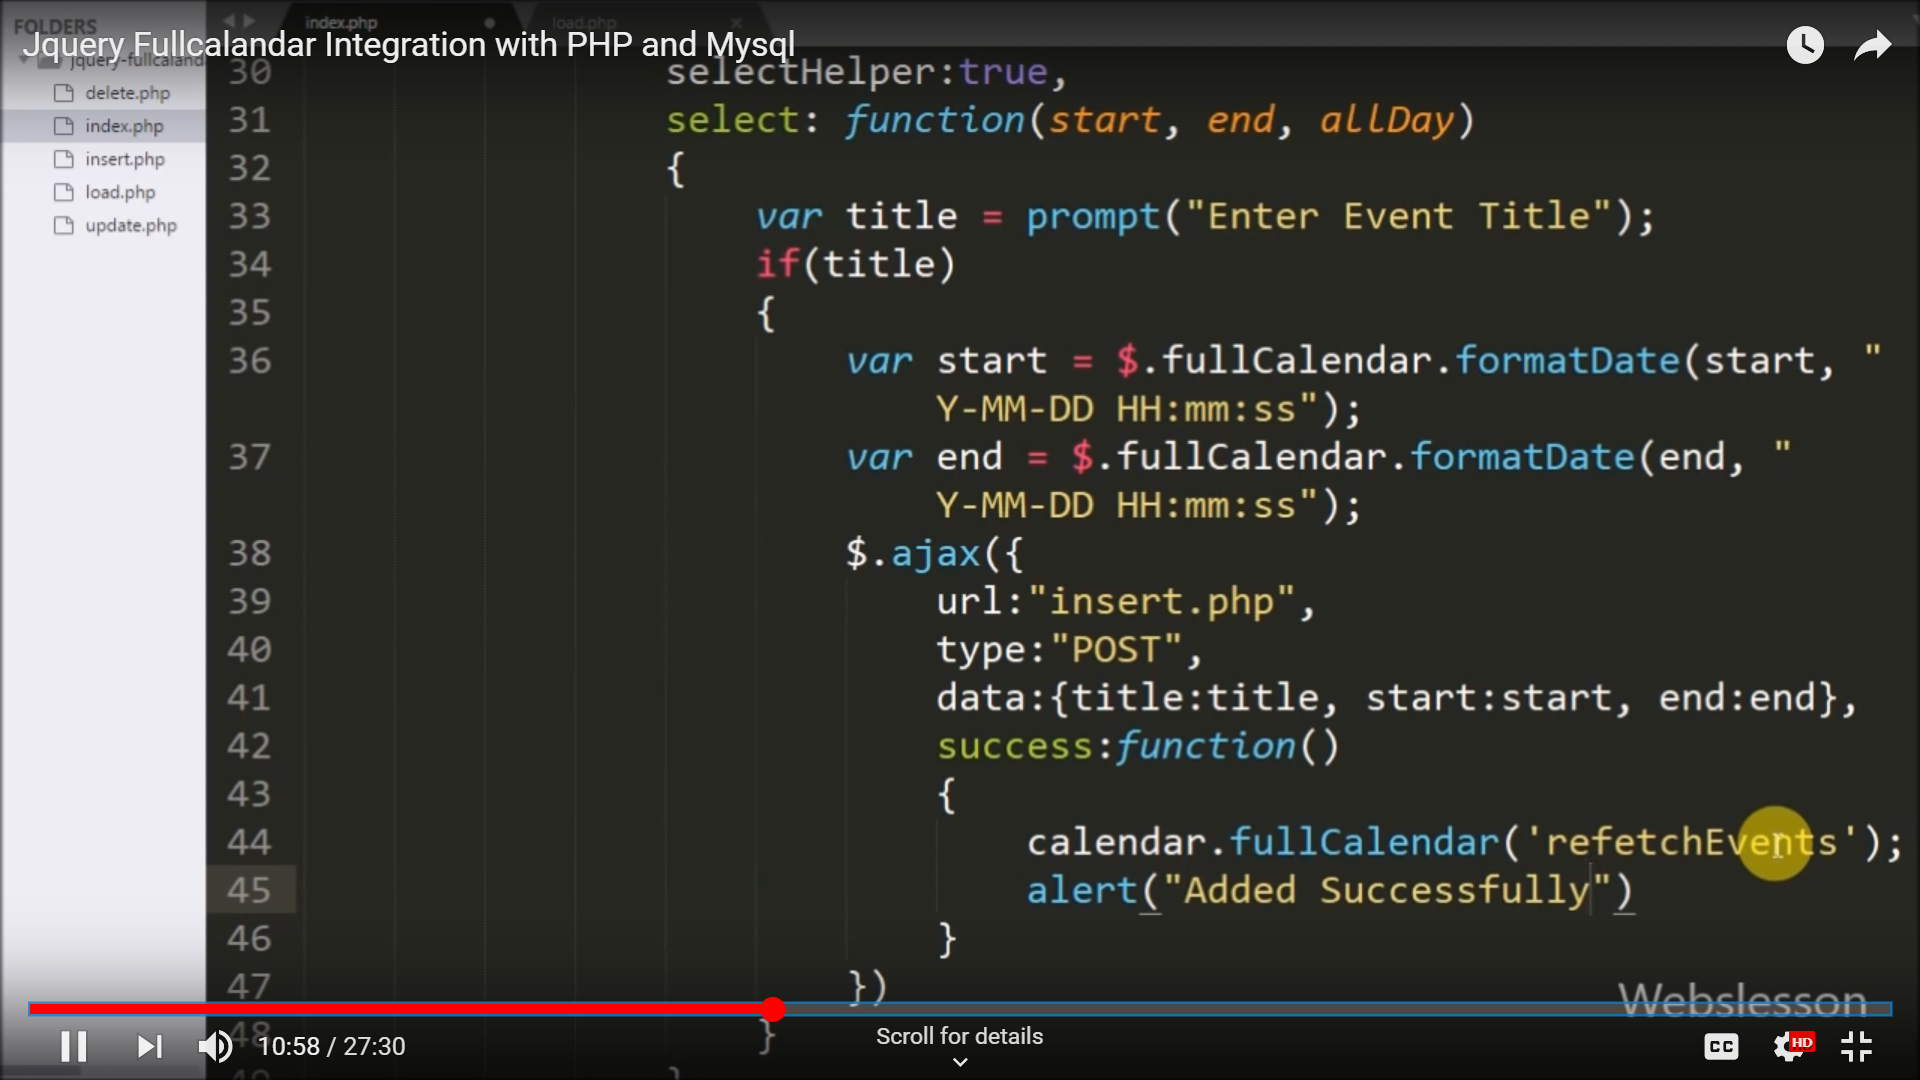 FOLDERS
index.php
load.php
Jquery Fullcalandar Integration with PHP and Mysql
jquery-fullcaland
delete.php
index.php
insert.php
load.php
update.php
30 selectHelper:true,
31 select: function(start, end, allDay)
32 {
33 var title = prompt("Enter Event Title");
34 if(title)
35 {
36 var start = $.fullCalendar.formatDate(start, "
Y-MM-DD HH:mm:ss");
37 var end = $.fullCalendar.formatDate(end, "
Y-MM-DD HH:mm:ss");
38 $.ajax({
39 url:"insert.php",
40 type:"POST",
41 data:{title:title, start:start, end:end},
42 success:function()
43 {
44 calendar.fullCalendar('refetchEvents');
45 alert("Added Successfully")
46 }
47 })
Webslesson
48 }
10:58 / 27:30
Scroll for details
CC
HD
49 }